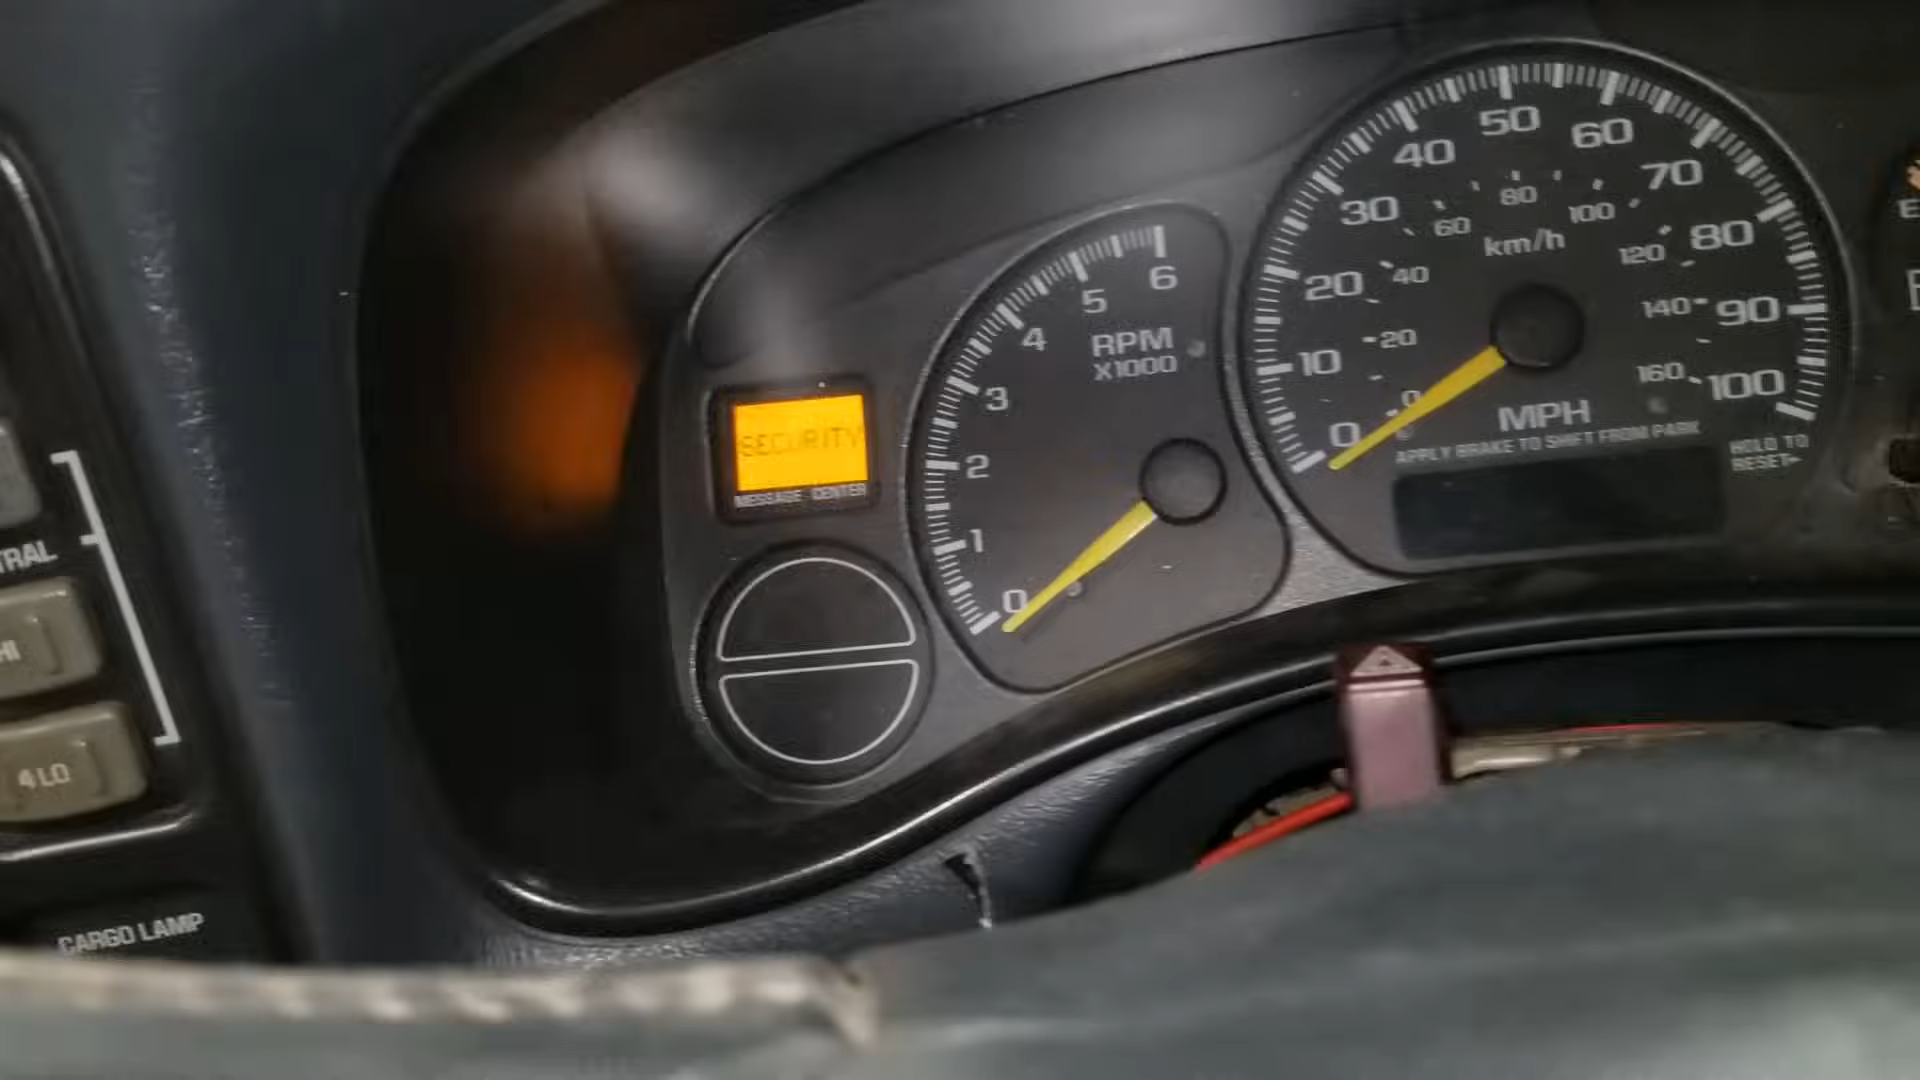 TRAL
HI
4 LO
CARGO LAMP
SECURITY
MESSAGE CENTER
0
1
2
3
4
5
6
RPM
X1000
0
10
20
30
40
50
60
70
80
90
100
0
20
40
60
80
100
120
140
160
km/h
MPH
APPLY BRAKE TO SHIFT FROM PARK
HOLD TO
RESET